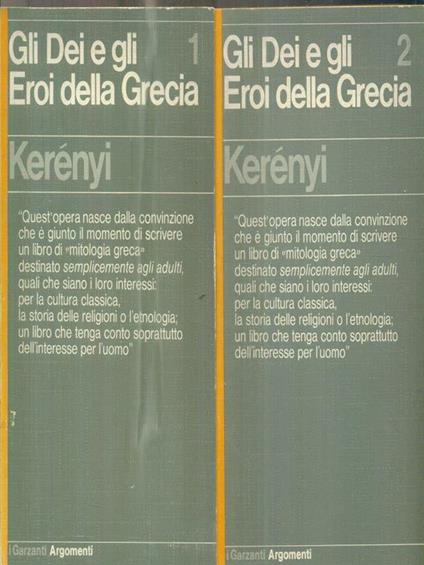 Gli Dei e gli 1
Eroi della Grecia
Kerényi
"Quest'opera nasce dalla convinzione
che è giunto il momento di scrivere
un libro di «mitologia greca»
destinato semplicemente agli adulti,
quali che siano i loro interessi:
per la cultura classica,
la storia delle religioni o l'etnologia;
un libro che tenga conto soprattutto
dell'interesse per l'uomo"
i Garzanti Argomenti
Gli Dei e gli 2
Eroi della Grecia
Kerényi
"Quest'opera nasce dalla convinzione
che è giunto il momento di scrivere
un libro di «mitologia greca»
destinato semplicemente agli adulti,
quali che siano i loro interessi:
per la cultura classica,
la storia delle religioni o l'etnologia;
un libro che tenga conto soprattutto
dell'interesse per l'uomo"
i Garzanti Argomenti